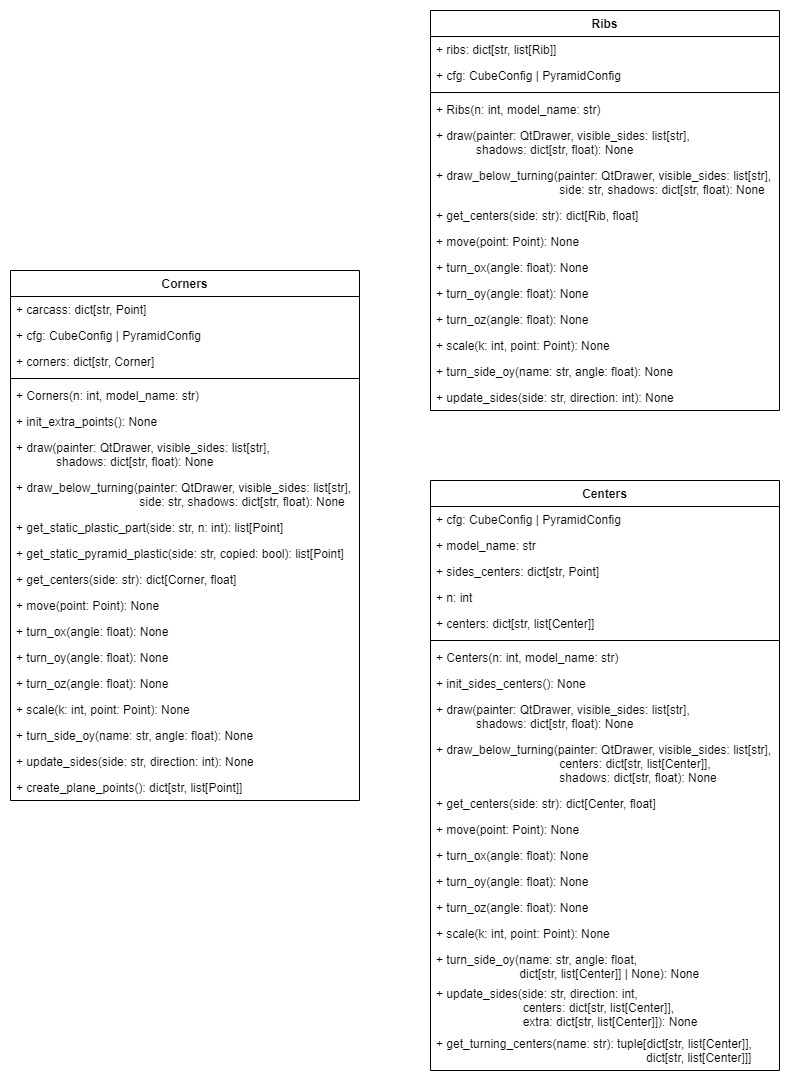 Ribs
+ ribs: dict[str, list[Rib]]
+ cfg: CubeConfig | PyramidConfig
+ Ribs(n: int, model_name: str)
+ draw(painter: QtDrawer, visible_sides: list[str],
shadows: dict[str, float): None
+ draw_below_turning(painter: QtDrawer, visible_sides: list[str],
side: str, shadows: dict[str, float): None
+ get_centers(side: str): dict[Rib, float]
+ move(point: Point): None
+ turn_ox(angle: float): None
+ turn_oy(angle: float): None
+ turn_oz(angle: float): None
+ scale(k: int, point: Point): None
+ turn_side_oy(name: str, angle: float): None
+ update_sides(side: str, direction: int): None
Corners
+ carcass: dict[str, Point]
+ cfg: CubeConfig | PyramidConfig
+ corners: dict[str, Corner]
+ Corners(n: int, model_name: str)
+ init_extra_points(): None
+ draw(painter: QtDrawer, visible_sides: list[str],
shadows: dict[str, float): None
+ draw_below_turning(painter: QtDrawer, visible_sides: list[str],
side: str, shadows: dict[str, float): None
+ get_static_plastic_part(side: str, n: int): list[Point]
+ get_static_pyramid_plastic(side: str, copied: bool): list[Point]
+ get_centers(side: str): dict[Corner, float]
+ move(point: Point): None
+ turn_ox(angle: float): None
+ turn_oy(angle: float): None
+ turn_oz(angle: float): None
+ scale(k: int, point: Point): None
+ turn_side_oy(name: str, angle: float): None
+ update_sides(side: str, direction: int): None
+ create_plane_points(): dict[str, list[Point]]
Centers
+ cfg: CubeConfig | PyramidConfig
+ model_name: str
+ sides_centers: dict[str, Point]
+ n: int
+ centers: dict[str, list[Center]]
+ Centers(n: int, model_name: str)
+ init_sides_centers(): None
+ draw(painter: QtDrawer, visible_sides: list[str],
shadows: dict[str, float): None
+ draw_below_turning(painter: QtDrawer, visible_sides: list[str],
centers: dict[str, list[Center]],
shadows: dict[str, float): None
+ get_centers(side: str): dict[Center, float]
+ move(point: Point): None
+ turn_ox(angle: float): None
+ turn_oy(angle: float): None
+ turn_oz(angle: float): None
+ scale(k: int, point: Point): None
+ turn_side_oy(name: str, angle: float,
dict[str, list[Center]] | None): None
+ update_sides(side: str, direction: int,
centers: dict[str, list[Center]],
extra: dict[str, list[Center]]): None
+ get_turning_centers(name: str): tuple[dict[str, list[Center]],
dict[str, list[Center]]]